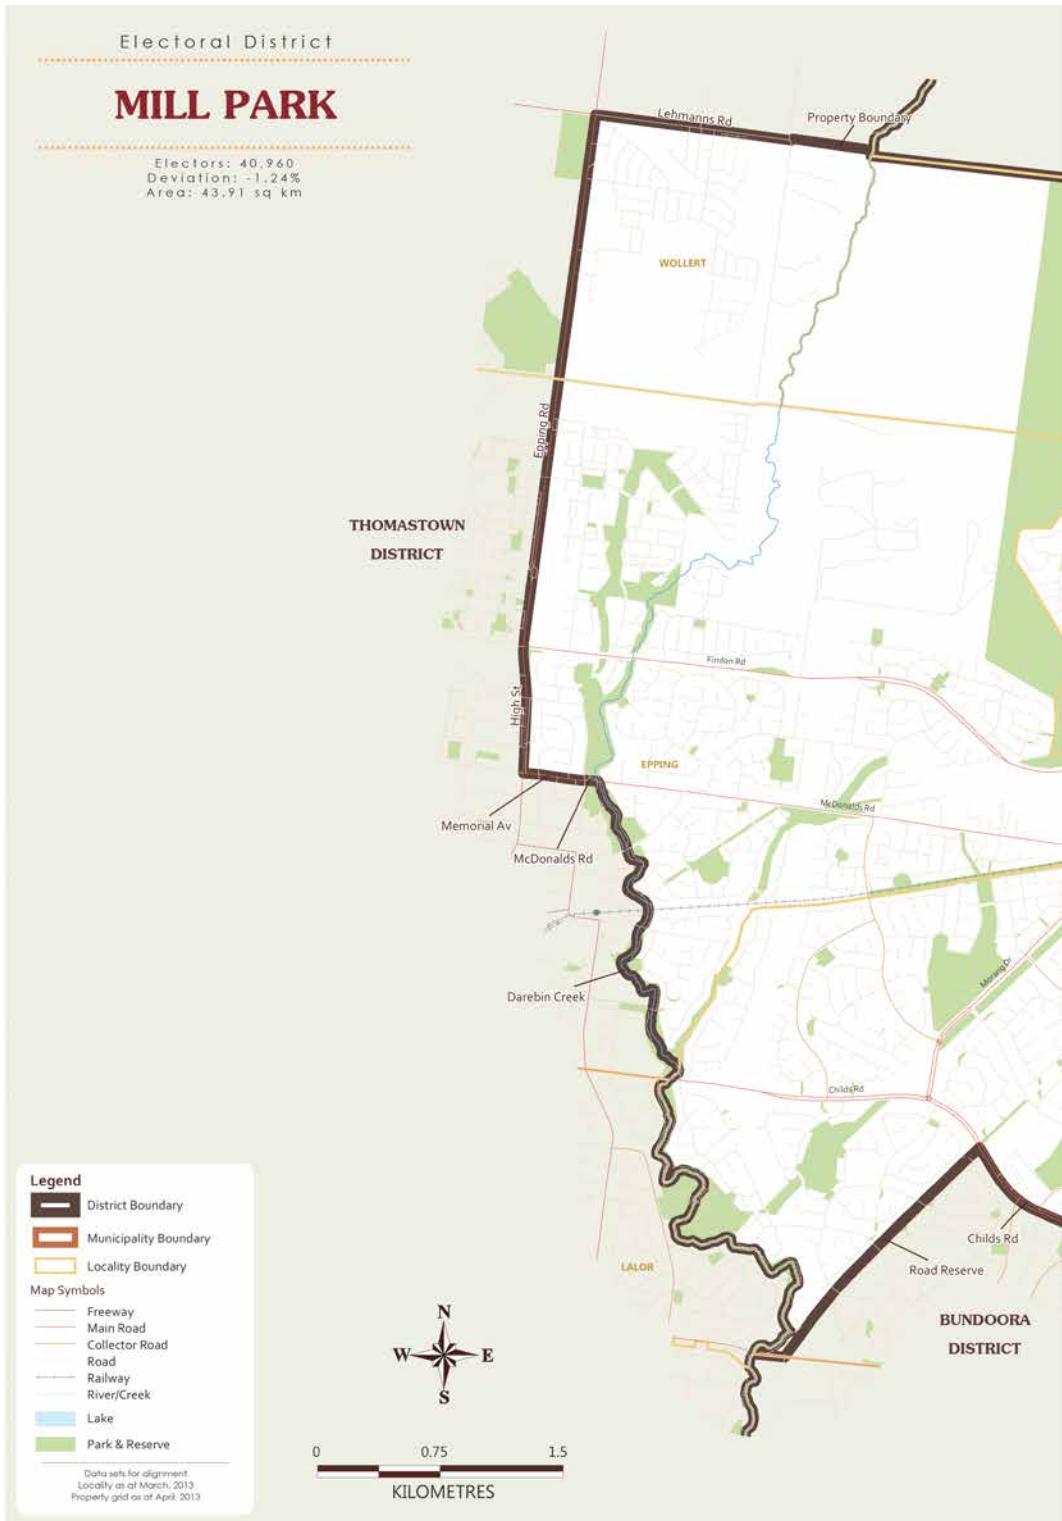 Electoral District
MILL PARK
Electors: 40,960
Deviation: -1.24%
Area: 43.91 sq km
Lehmanns Rd
Property Boundary
WOLLERT
Epping Rd
THOMASTOWN
DISTRICT
Findon Rd
High St
EPPING
McDonalds Rd
Memorial Av
McDonalds Rd
Morang Dr
Darebin Creek
Childs Rd
Childs Rd
LALOR
Road Reserve
BUNDOORA
DISTRICT
Legend
District Boundary
Municipality Boundary
Locality Boundary
Map Symbols
Freeway
Main Road
Collector Road
Road
Railway
River/Creek
Lake
Park & Reserve
Data sets for alignment
Locality as at March, 2013
Property grid as at April, 2013
N
W E
S
0 0.75 1.5
KILOMETRES